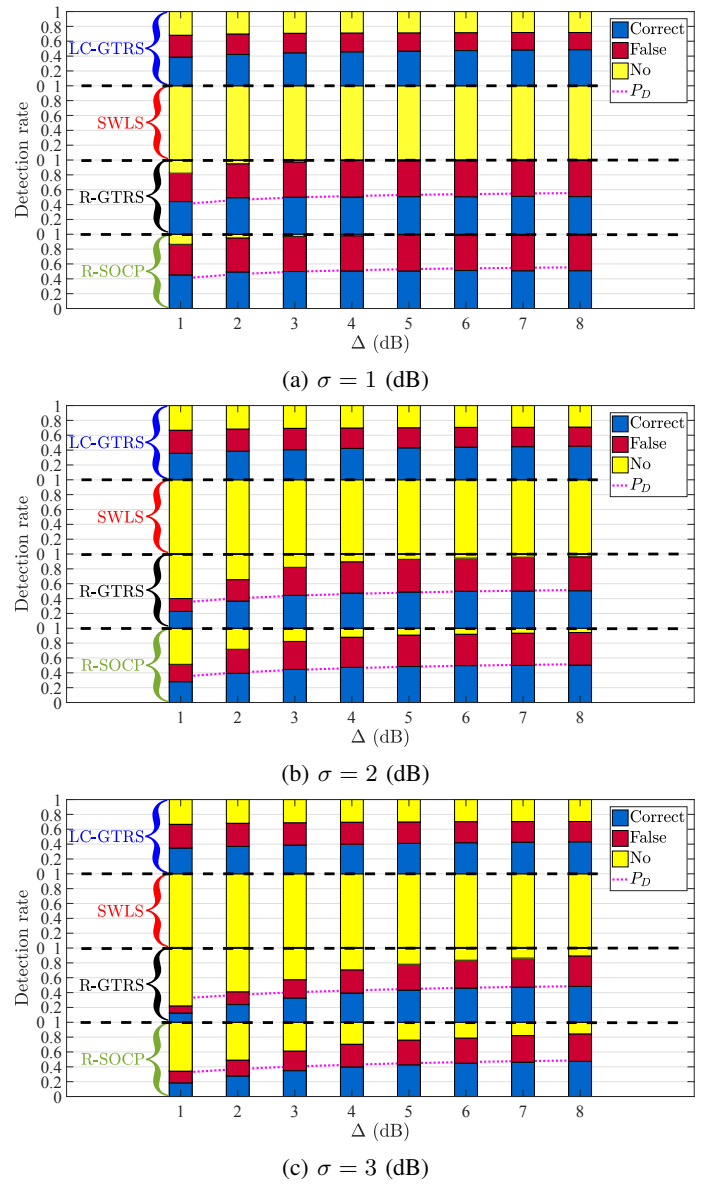 1
0.8
0.6
0.4
0.2
0 1
0.8
0.6
0.4
0.2
0 1
0.8
0.6
0.4
0.2
0 1
0.8
0.6
0.4
0.2
0
Detection rate
LC-GTRS
SWLS
R-GTRS
R-SOCP
Correct
False
No
P_D
1 2 3 4 5 6 7 8
Δ (dB)
(a) σ = 1 (dB)
1
0.8
0.6
0.4
0.2
0 1
0.8
0.6
0.4
0.2
0 1
0.8
0.6
0.4
0.2
0 1
0.8
0.6
0.4
0.2
0
Detection rate
LC-GTRS
SWLS
R-GTRS
R-SOCP
Correct
False
No
P_D
1 2 3 4 5 6 7 8
Δ (dB)
(b) σ = 2 (dB)
1
0.8
0.6
0.4
0.2
0 1
0.8
0.6
0.4
0.2
0 1
0.8
0.6
0.4
0.2
0 1
0.8
0.6
0.4
0.2
0
Detection rate
LC-GTRS
SWLS
R-GTRS
R-SOCP
Correct
False
No
P_D
1 2 3 4 5 6 7 8
Δ (dB)
(c) σ = 3 (dB)